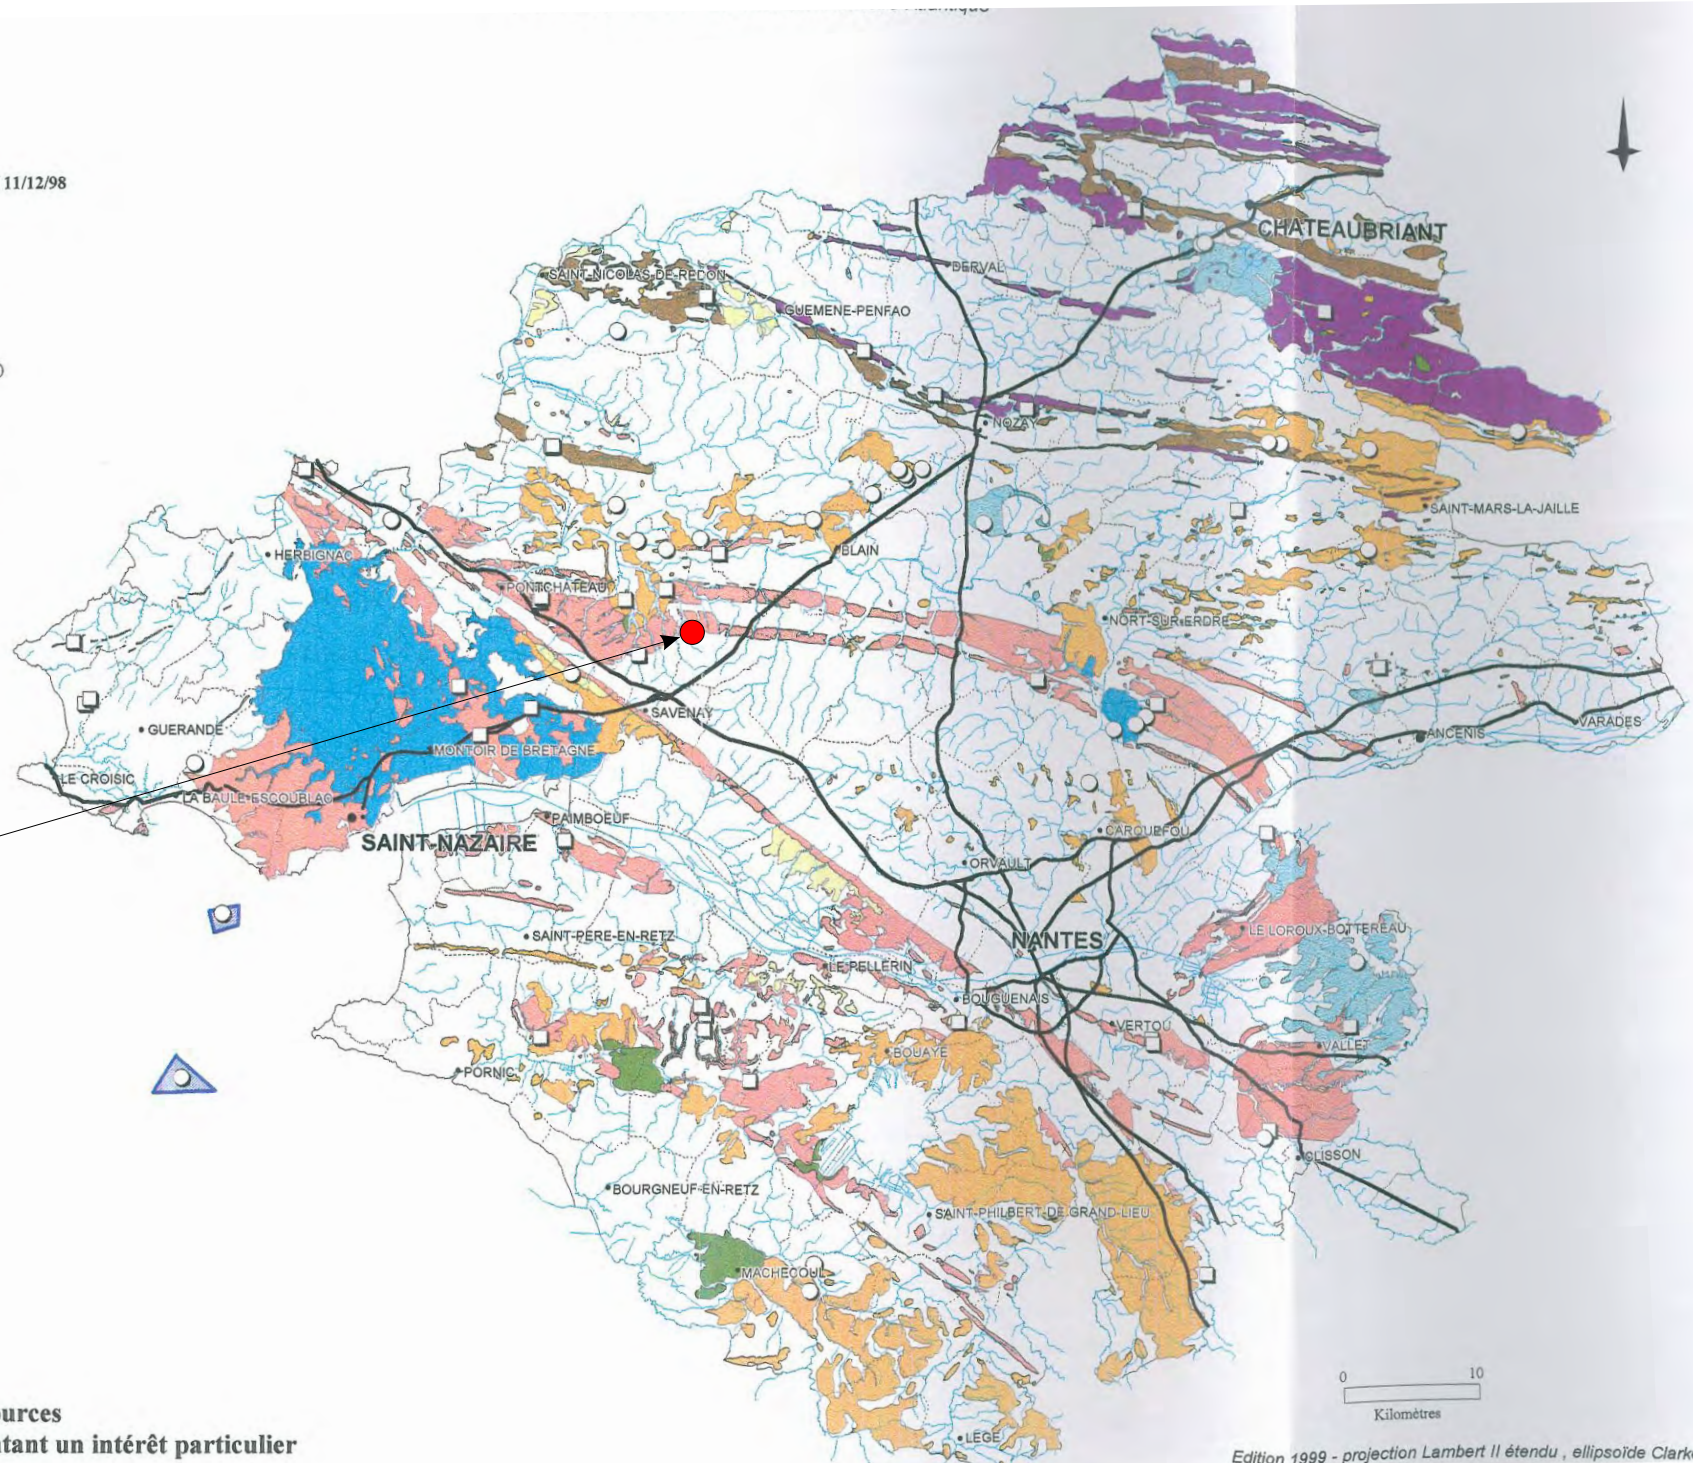 11/12/98
CHATEAUBRIANT
SAINT-NICOLAS-DE-REDON
DERVAL
GUEMENE-PENFAO
NOZAY
SAINT-MARS-LA-JAILLE
HERBIGNAC
BLAIN
PONTCHATEAU
NORT-SUR-ERDRE
SAVENAY
GUERANDE
VARADES
ANCENIS
MONTOIR DE BRETAGNE
LE CROISIC
LA BAULE-ESCOUBLAC
PAIMBOEUF
CARQUEFOU
SAINT-NAZAIRE
ORVAULT
LE LOROUX-BOTTEREAU
SAINT-PERE-EN-RETZ
NANTES
LE PELLERIN
BOUGUENAIS
VERTOU
VALLET
BOUAYE
PORNIC
CLISSON
BOURGNEUF-EN-RETZ
SAINT-PHILBERT-DE-GRAND-LIEU
MACHECOUL
0 10
Kilomètres
LEGE
ources
ntant un intérêt particulier
Edition 1999 - projection Lambert II étendu , ellipsoïde Clark